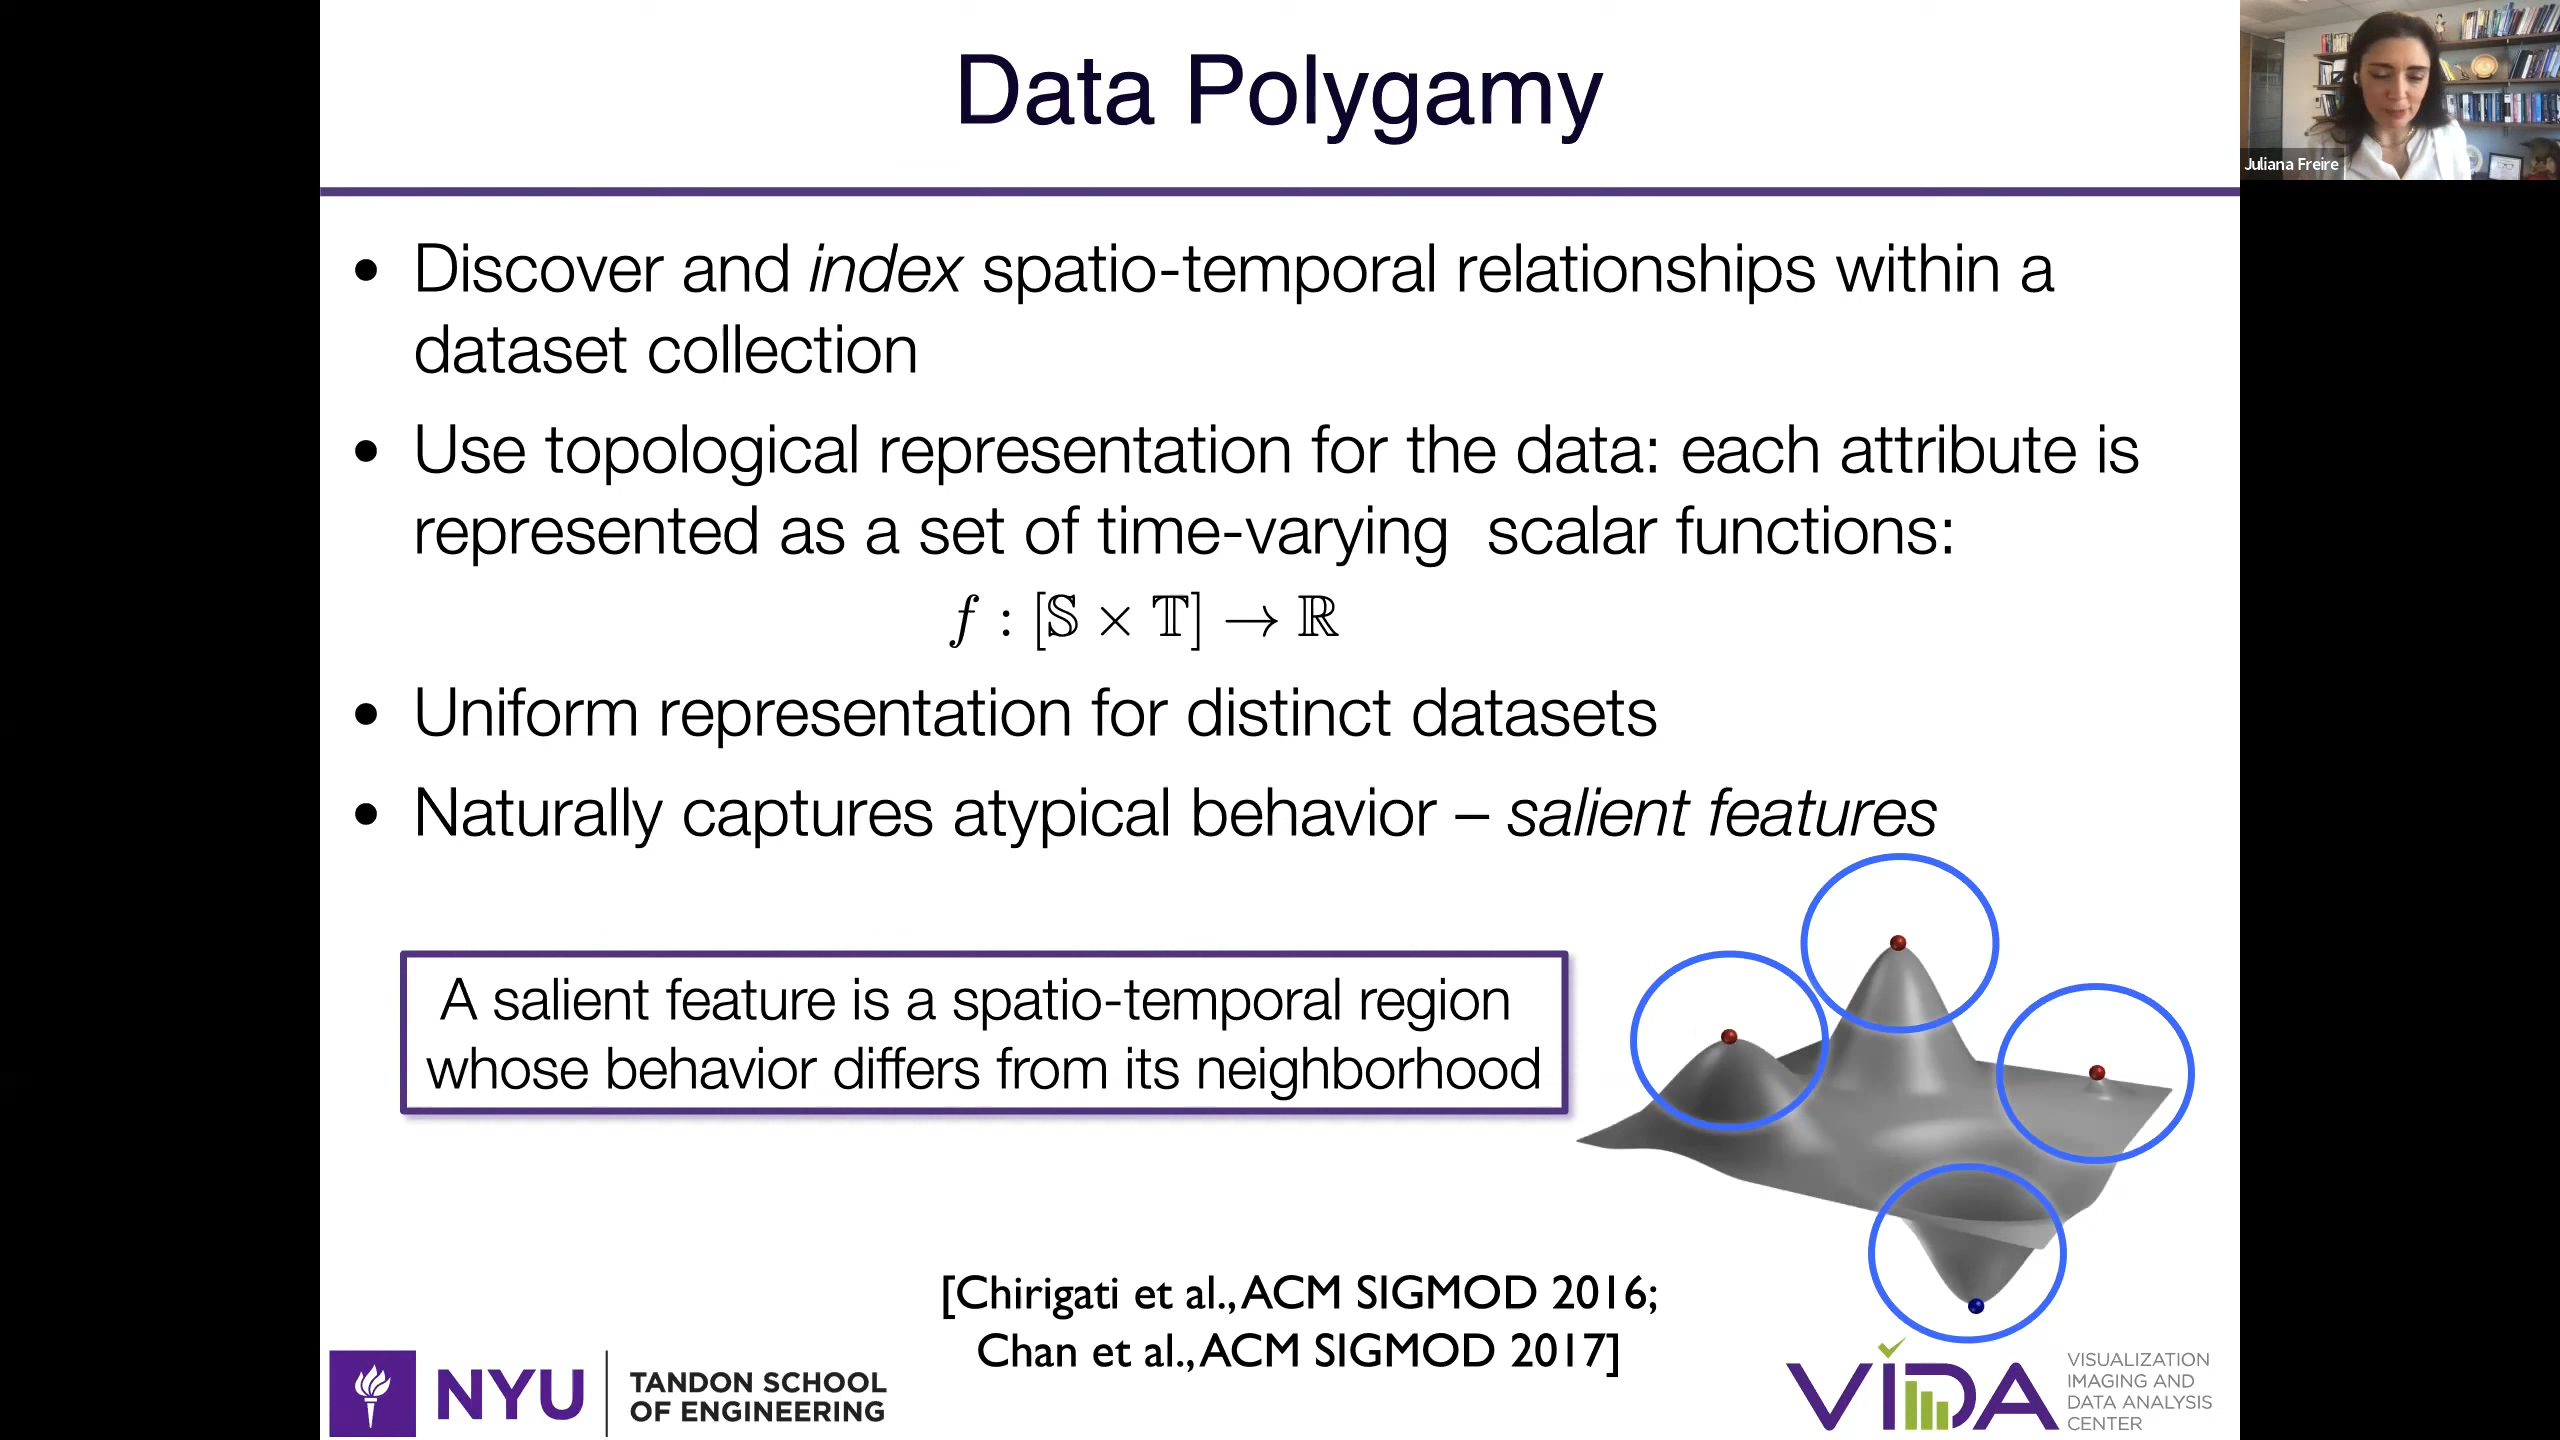 Data Polygamy
Juliana Freire
• Discover and index spatio-temporal relationships within a
dataset collection
• Use topological representation for the data: each attribute is
represented as a set of time-varying scalar functions:
f : [𝕊 × 𝕋] → ℝ
• Uniform representation for distinct datasets
• Naturally captures atypical behavior – salient features
A salient feature is a spatio-temporal region
whose behavior differs from its neighborhood
[Chirigati et al., ACM SIGMOD 2016;
Chan et al., ACM SIGMOD 2017]
NYU
TANDON SCHOOL
OF ENGINEERING
VIDA
VISUALIZATION
IMAGING AND
DATA ANALYSIS
CENTER